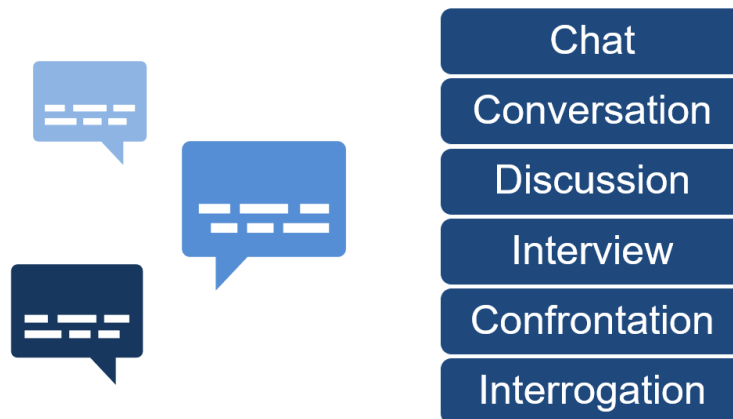 Chat
Conversation
Discussion
Interview
Confrontation
Interrogation